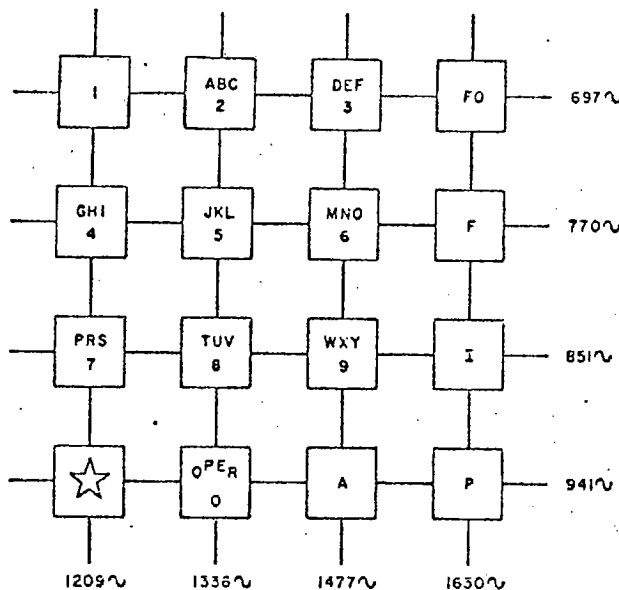 1
ABC
2
DEF
3
FO
697~
GHI
4
JKL
5
MNO
6
F
770~
PRS
7
TUV
8
WXY
9
I
851~
OPER
0
A
P
941~
1209~
1336~
1477~
1630~